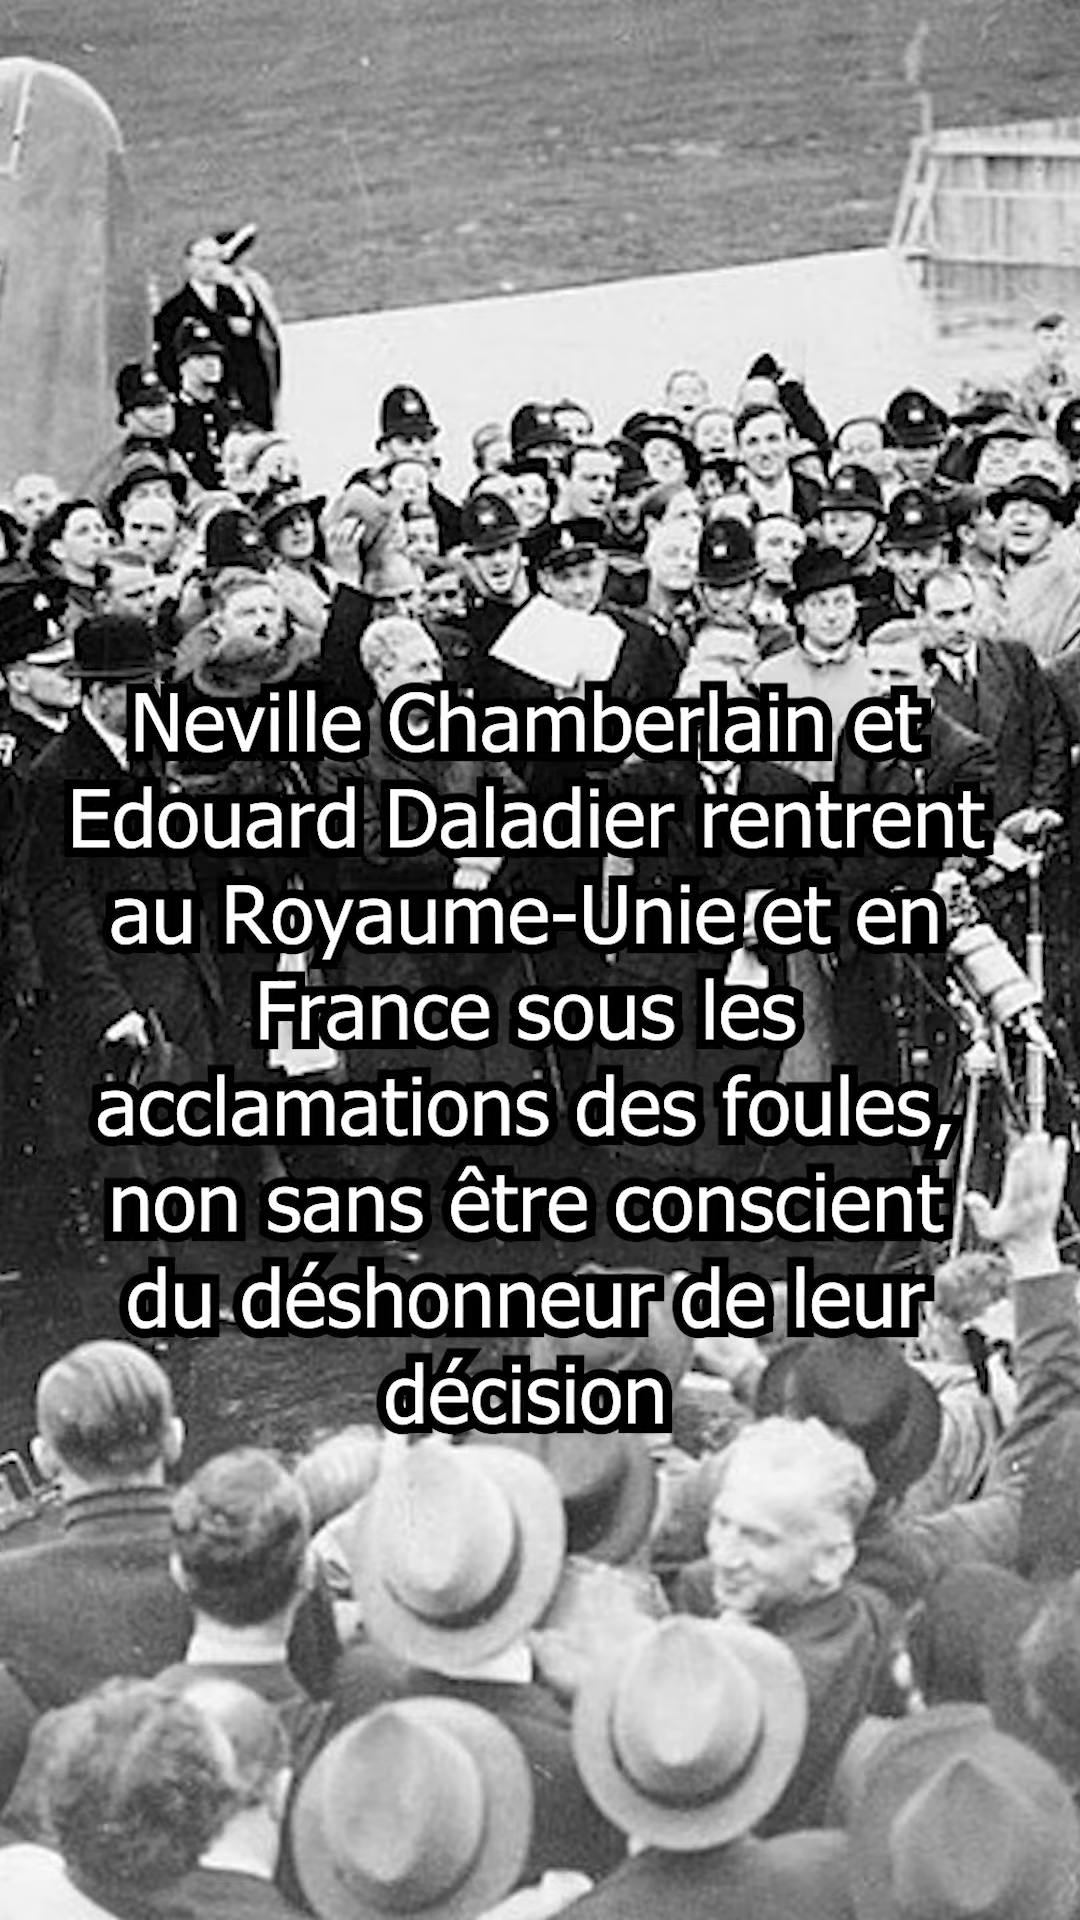 Neville Chamberlain et
Edouard Daladier rentrent
au Royaume-Unie et en
France sous les
acclamations des foules,
non sans être conscient
du déshonneur de leur
décision